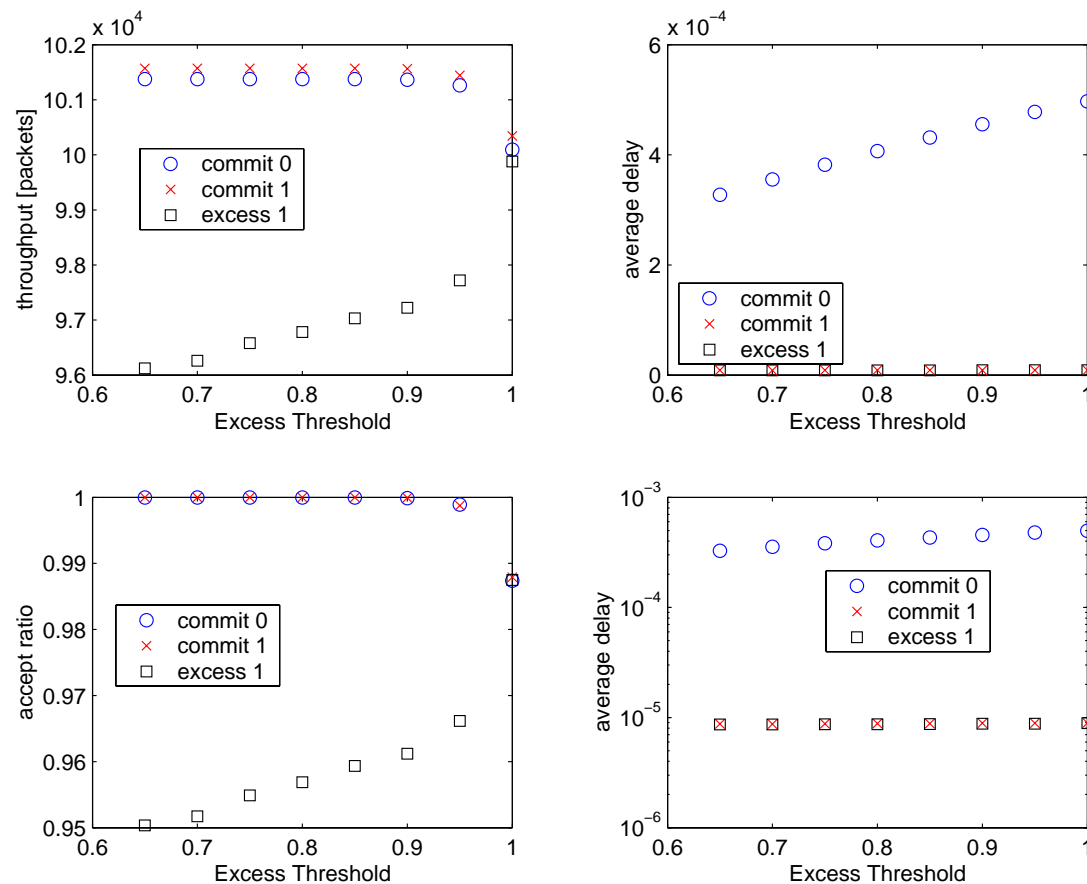 x 10^4
10.2
10.1
10
9.9
9.8
9.7
9.6
throughput [packets]
commit 0
commit 1
excess 1
0.6
0.7
0.8
0.9
1
Excess Threshold
x 10^-4
6
4
2
0
average delay
commit 0
commit 1
excess 1
0.6
0.7
0.8
0.9
1
Excess Threshold
1
0.99
0.98
0.97
0.96
0.95
accept ratio
commit 0
commit 1
excess 1
0.6
0.7
0.8
0.9
1
Excess Threshold
10^-3
10^-4
10^-5
10^-6
average delay
commit 0
commit 1
excess 1
0.6
0.7
0.8
0.9
1
Excess Threshold